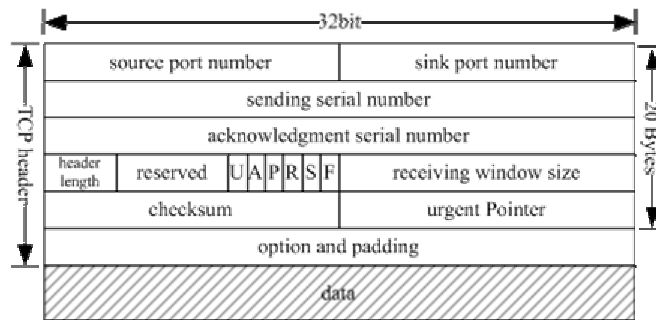 32bit
source port number sink port number
sending serial number
acknowledgment serial number
header length reserved U A P R S F receiving window size
checksum urgent Pointer
option and padding
data
TCP header
20 Bytes